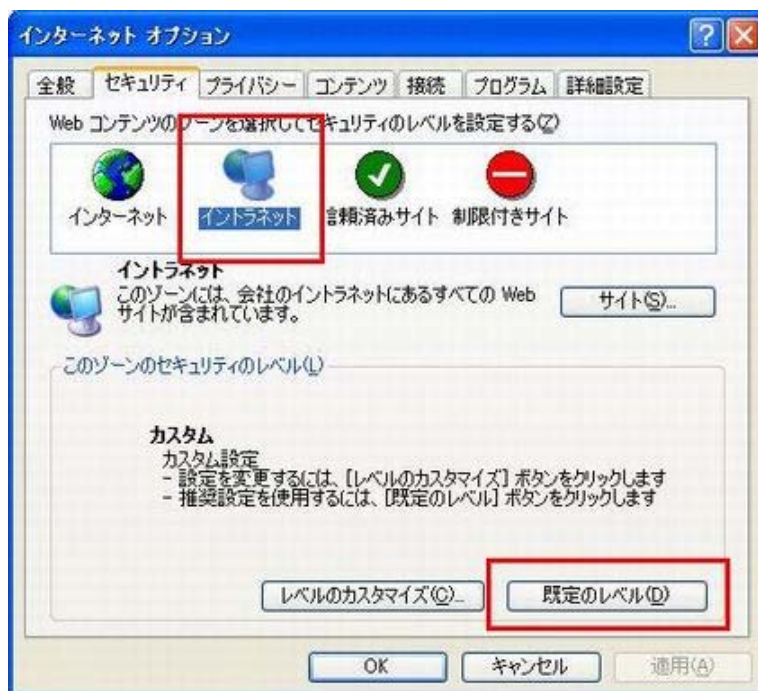 インターネット オプション
全般 セキュリティ プライバシー コンテンツ 接続 プログラム 詳細設定
Web コンテンツのゾーンを選択してセキュリティのレベルを設定する(Z)
インターネット イントラネット 信頼済みサイト 制限付きサイト
イントラネット
このゾーンには、会社のイントラネットにあるすべての Web
サイトが含まれています。
サイト(S)...
このゾーンのセキュリティのレベル(L)
カスタム
カスタム設定
- 設定を変更するには、[レベルのカスタマイズ] ボタンをクリックします
- 推奨設定を使用するには、[既定のレベル] ボタンをクリックします
レベルのカスタマイズ(C)... 既定のレベル(D)
OK キャンセル 適用(A)